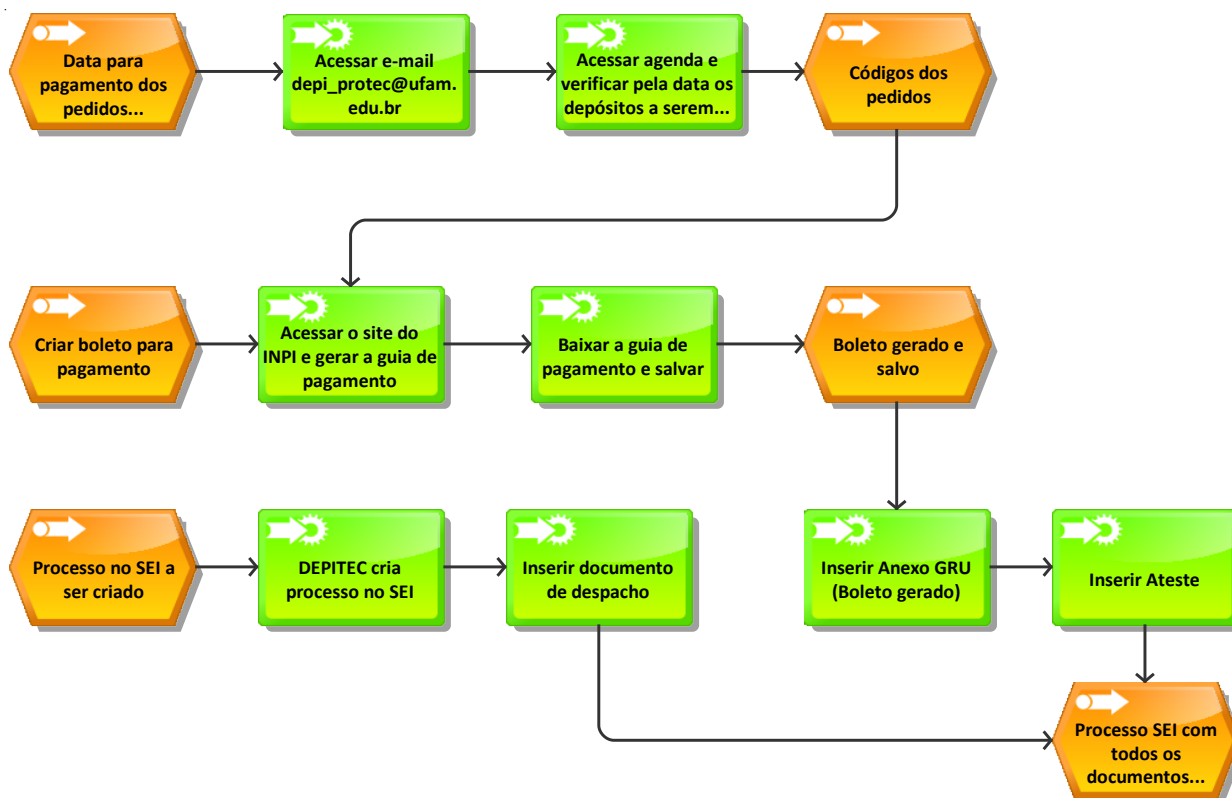 Data para
pagamento dos
pedidos...
Acessar e-mail
depi_protec@ufam.
edu.br
Acessar agenda e
verificar pela data os
depósitos a serem...
Códigos dos
pedidos
Criar boleto para
pagamento
Acessar o site do
INPI e gerar a guia de
pagamento
Baixar a guia de
pagamento e salvar
Boleto gerado e
salvo
Processo no SEI a
ser criado
DEPITEC cria
processo no SEI
Inserir documento
de despacho
Inserir Anexo GRU
(Boleto gerado)
Inserir Ateste
Processo SEI com
todos os
documentos...